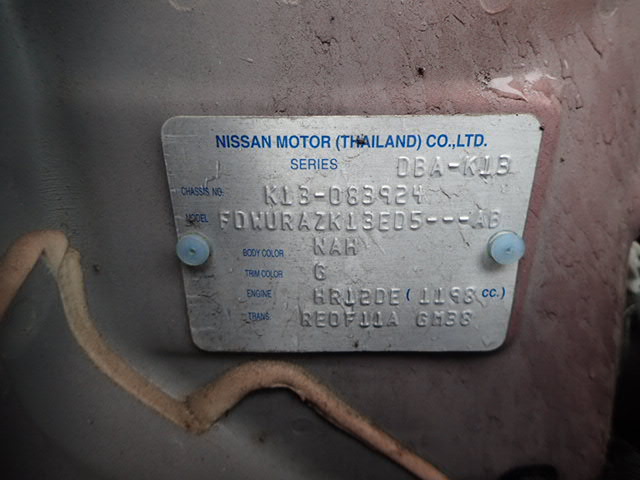 NISSAN MOTOR (THAILAND) CO.,LTD.
SERIES DBA-K13
CHASSIS NO. K13-083924
MODEL FDWURAZK13ED5---AB
BODY COLOR NAH
TRIM COLOR G
ENGINE HR12DE ( 1198 CC.)
TRANS. RE0F11A GM38